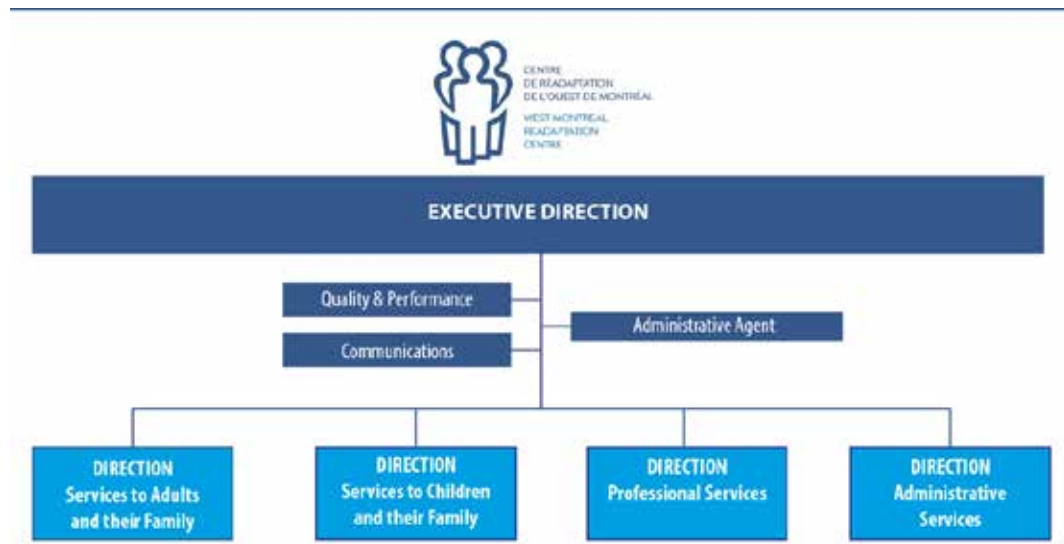 CENTRE
DE RÉADAPTATION
DE L'OUEST DE MONTRÉAL
WEST MONTREAL
READAPTATION
CENTRE
EXECUTIVE DIRECTION
Quality & Performance
Administrative Agent
Communications
DIRECTION
Services to Adults
and their Family
DIRECTION
Services to Children
and their Family
DIRECTION
Professional Services
DIRECTION
Administrative
Services